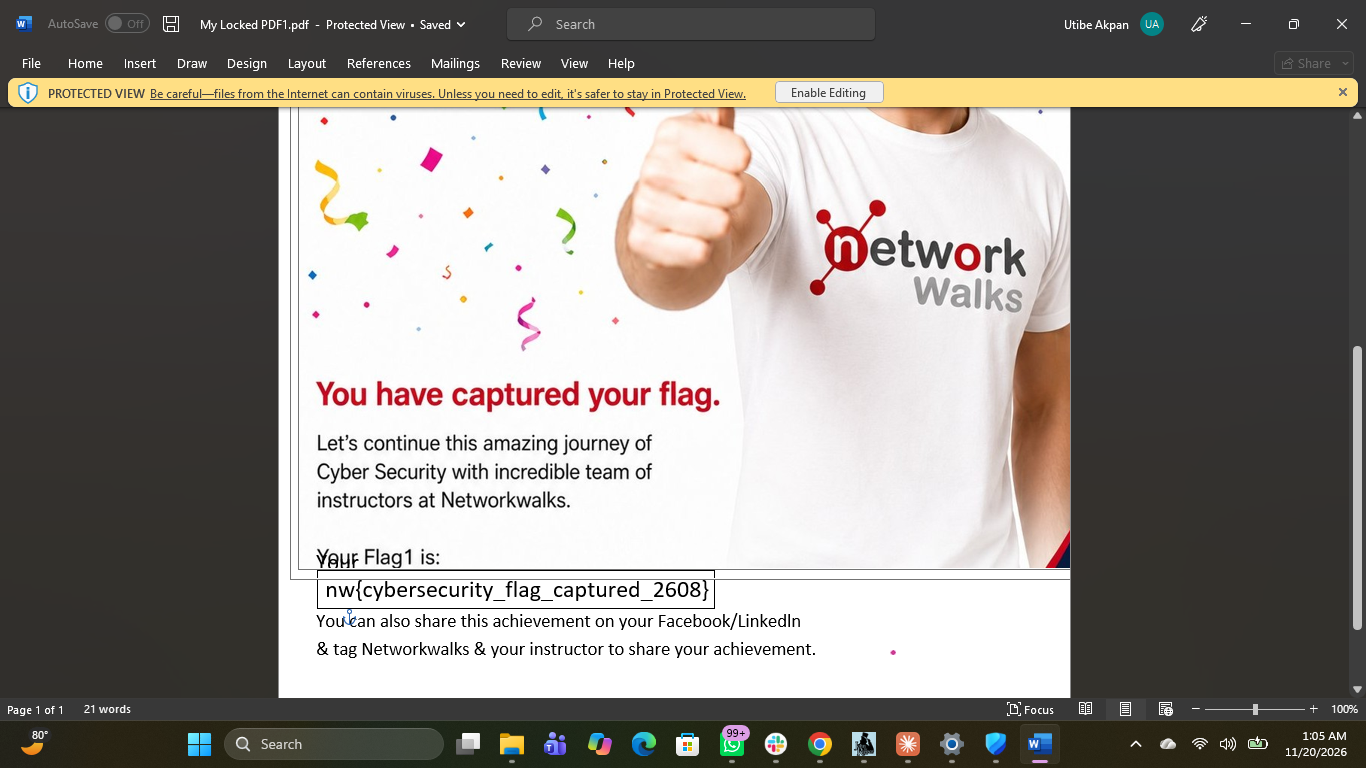 AutoSave Off My Locked PDF1.pdf - Protected View • Saved Search Utibe Akpan UA
File Home Insert Draw Design Layout References Mailings Review View Help Share
PROTECTED VIEW Be careful—files from the Internet can contain viruses. Unless you need to edit, it's safer to stay in Protected View. Enable Editing
network
Walks
You have captured your flag.
Let's continue this amazing journey of
Cyber Security with incredible team of
instructors at Networkwalks.
Your Flag1 is:
Your
nw{cybersecurity_flag_captured_2608}
You can also share this achievement on your Facebook/LinkedIn
& tag Networkwalks & your instructor to share your achievement.
Page 1 of 1 21 words Focus 100%
80° Search 99+ 1:05 AM
11/20/2026